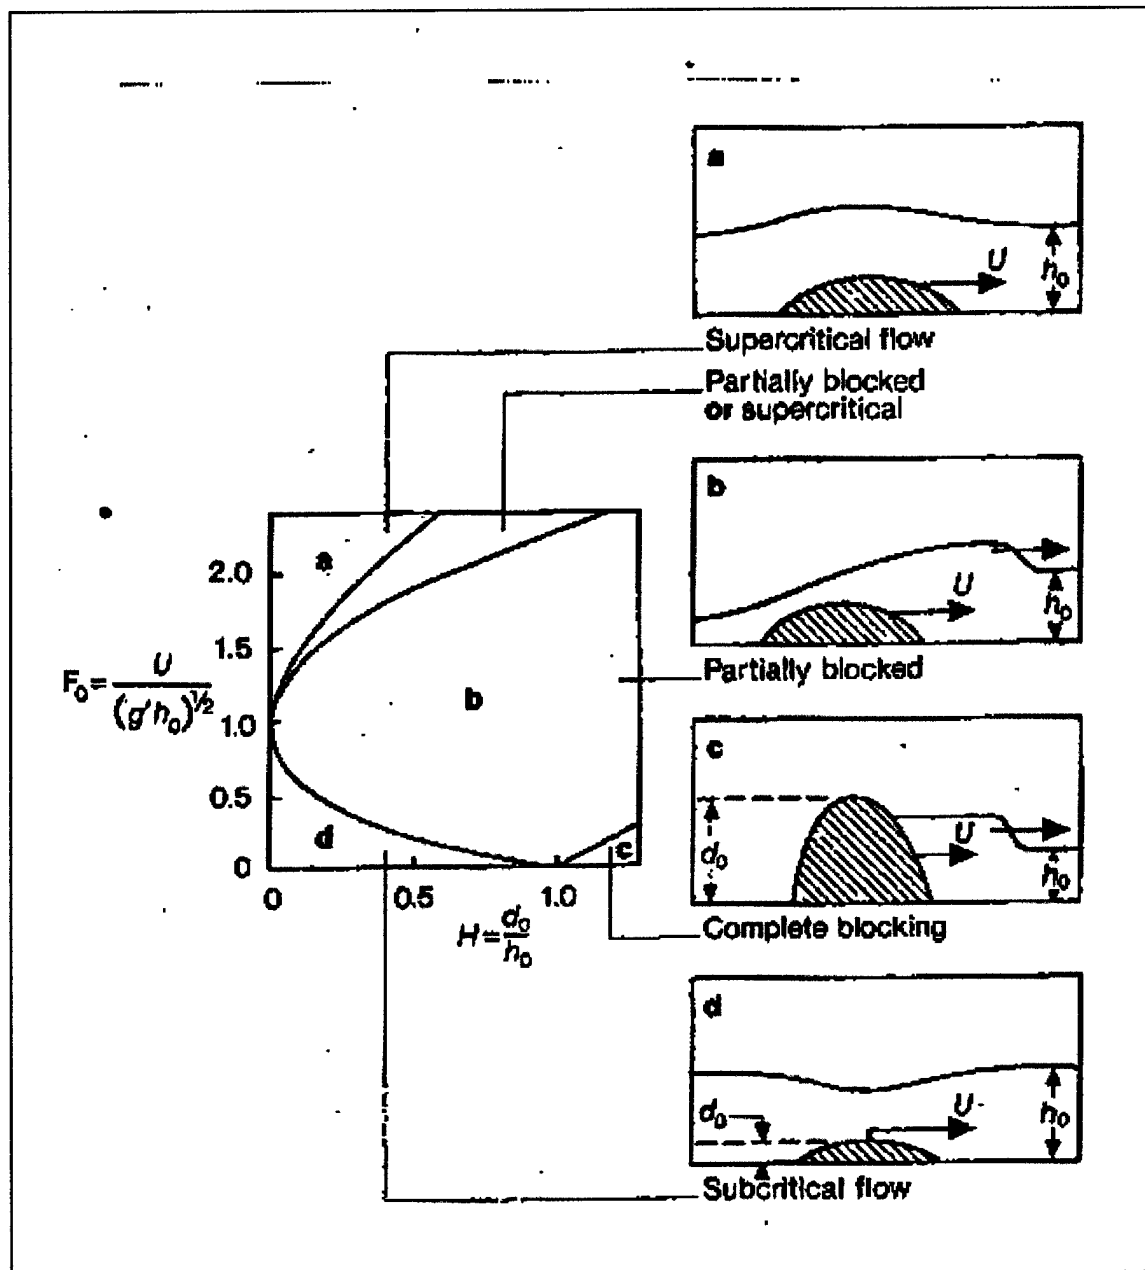 a
U
h₀
Supercritical flow
Partially blocked
or supercritical
b
U
h₀
Partially blocked
c
d₀
U
h₀
Complete blocking
d
d₀
U
h₀
Subcritical flow
a
b
c
d
2.0
1.5
1.0
0.5
0
F₀ = U / (g′h₀)^½
0 0.5 1.0
H = d₀ / h₀